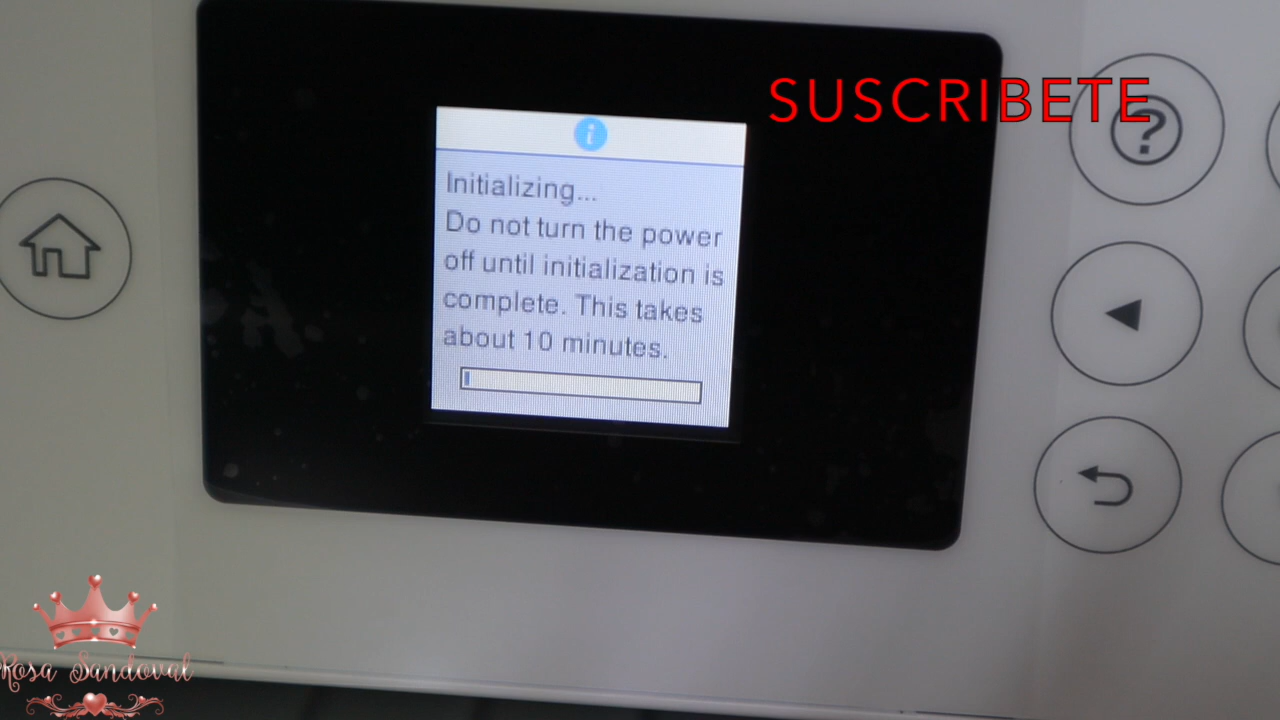 SUSCRIBETE
i
Initializing...
Do not turn the power
off until initialization is
complete. This takes
about 10 minutes.
?
Rosa Sandoval